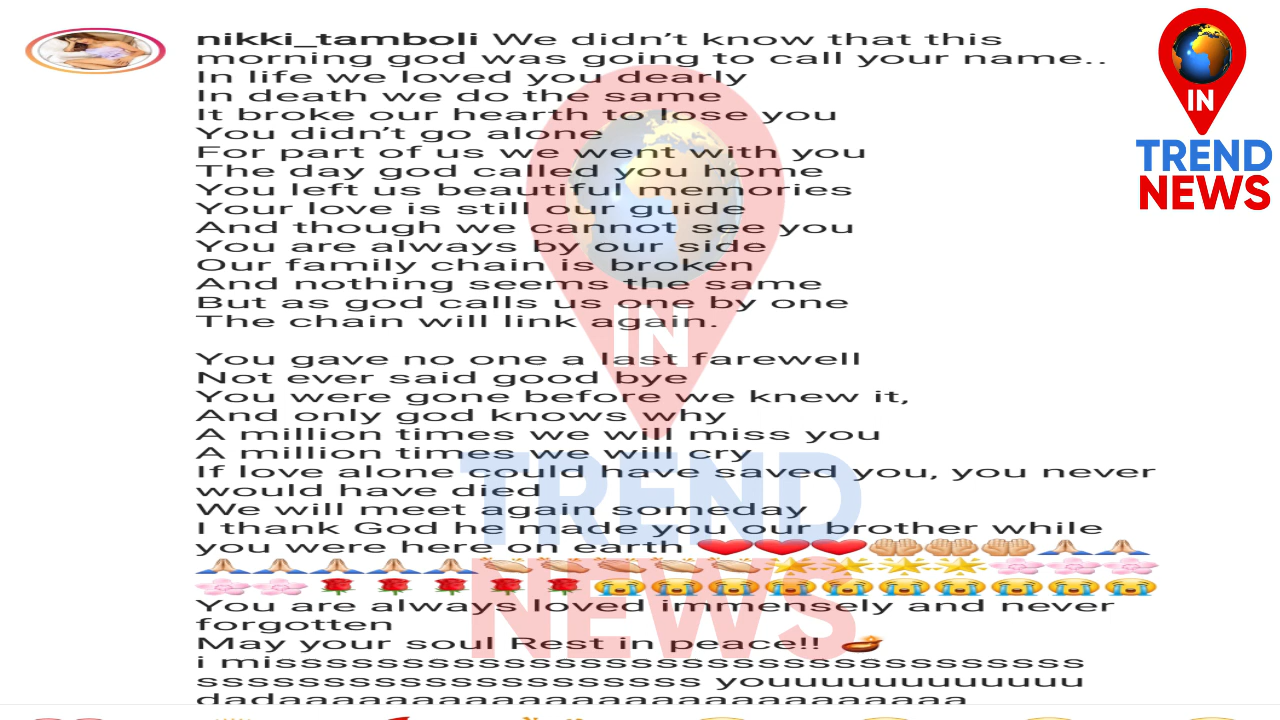 nikki_tamboli We didn't know that this
morning god was going to call your name..
In life we loved you dearly
In death we do the same
It broke our hearth to lose you
You didn't go alone
For part of us we went with you
The day god called you home
You left us beautiful memories
Your love is still our guide
And though we cannot see you
You are always by our side
Our family chain is broken
And nothing seems the same
But as god calls us one by one
The chain will link again.
You gave no one a last farewell
Not ever said good bye
You were gone before we knew it,
And only god knows why
A million times we will miss you
A million times we will cry
If love alone could have saved you, you never
would have died
We will meet again someday
I thank God he made you our brother while
you were here on earth ❤️❤️❤️👐🏼👐🏼👐🏼🙏🏼🙏🏼
🙏🏼🙏🏼🙏🏼🙏🏼🙏🏼👏🏼👏🏼👏🏼👏🏼👏🏼🌟🌟🌟🌟🌸🌸🌸
🌸🌸🌹🌹🌹🌹🌹😭😭😭😭😭😭😭😭😭😭
You are always loved immensely and never
forgotten
May your soul Rest in peace!! 🪔
i missssssssssssssssssssssssssssssssss
sssssssssssssssssssss youuuuuuuuuuuuu
dadaaaaaaaaaaaaaaaaaaaaaaaaaa
IN
TREND
NEWS
IN
TREND
NEWS